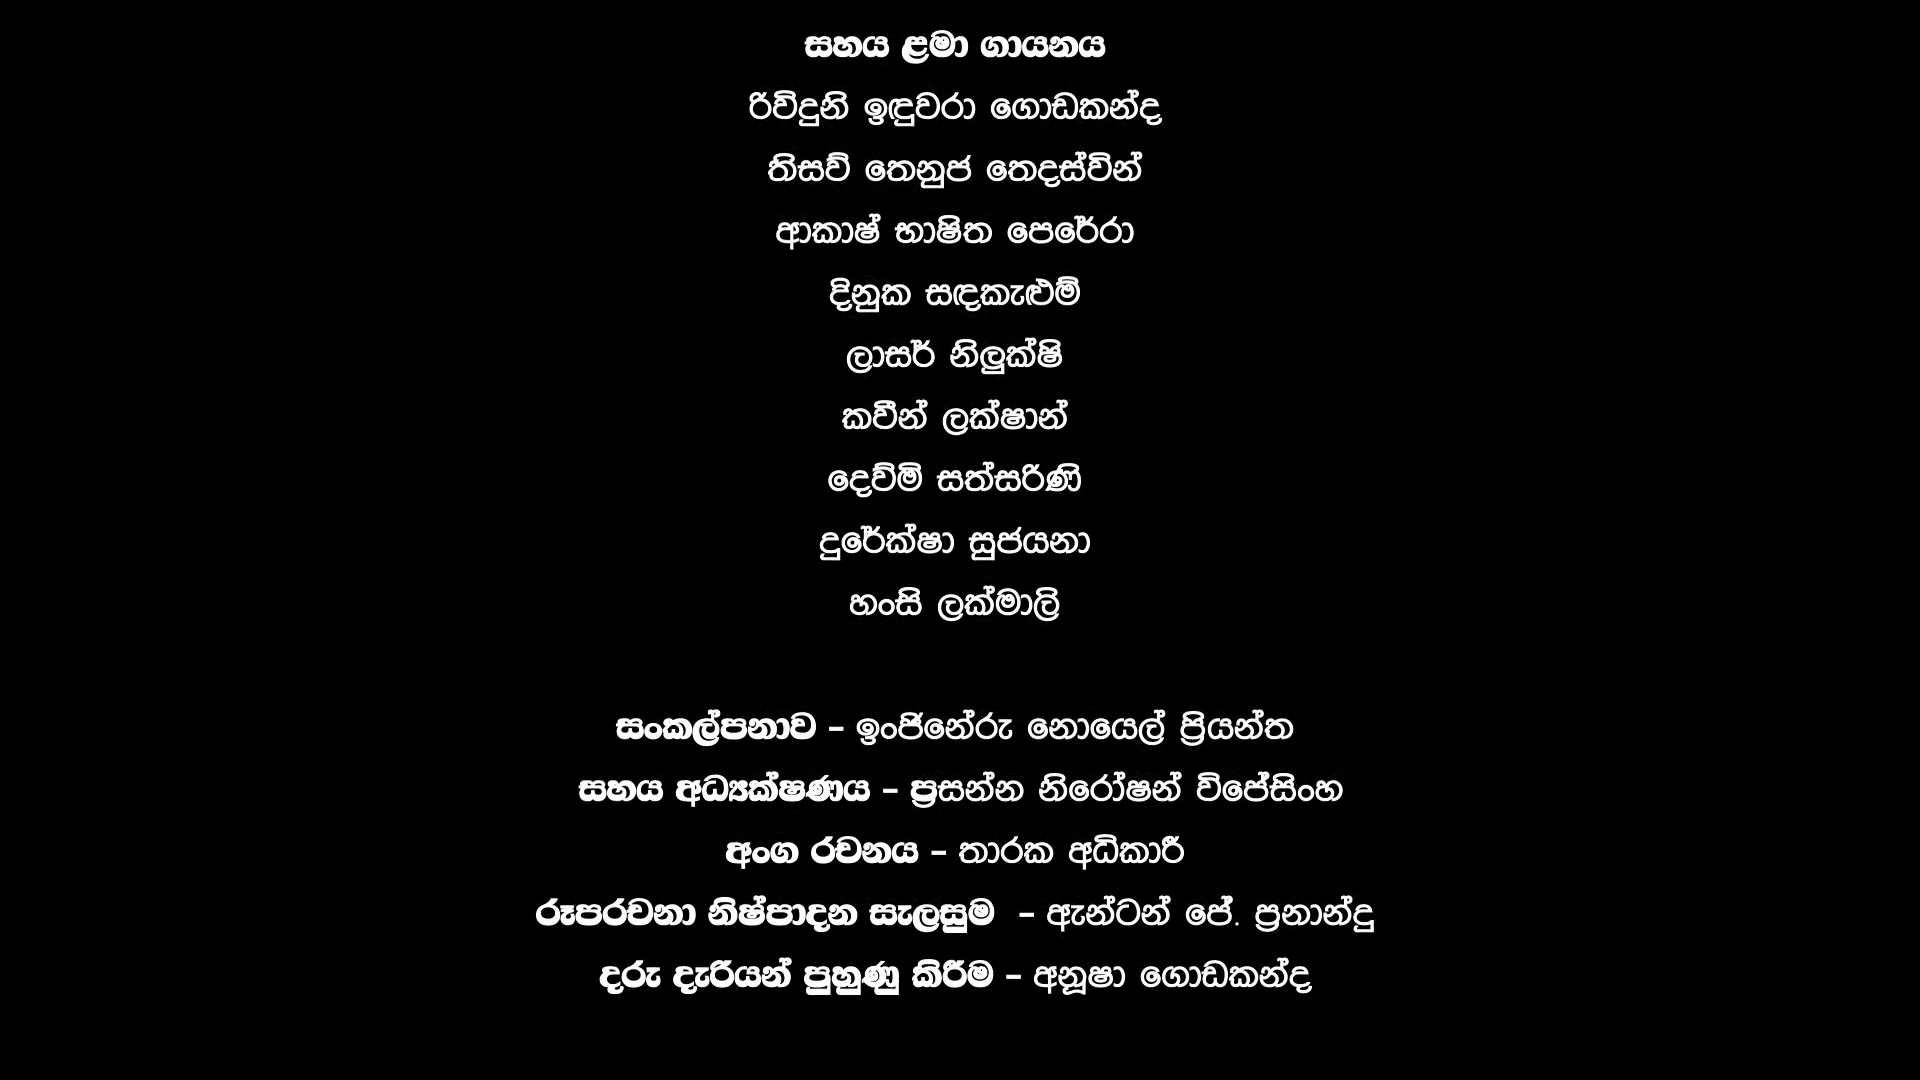 සහය ළමා ගායනය
රිවිදුනි ඉඳුවරා ගොඩකන්ද
තිසව් තෙනුජ තෙදස්වින්
ආකාෂ් භාෂිත පෙරේරා
දිනුක සඳකැළුම්
ලාසර් නිලුක්ෂි
කවීන් ලක්ෂාන්
දෙව්මි සත්සරිණි
දුරේක්ෂා සුජයනා
හංසි ලක්මාලි
සංකල්පනාව – ඉංජිනේරු නොයෙල් ප්‍රියන්ත
සහය අධ්‍යක්ෂණය – ප්‍රසන්න නිරෝෂන් විජේසිංහ
අංග රචනය – තාරක අධිකාරී
රූපරචනා නිෂ්පාදන සැලසුම – ඇන්ටන් ජේ. ප්‍රනාන්දු
දරු දැරියන් පුහුණු කිරීම – අනූෂා ගොඩකන්ද